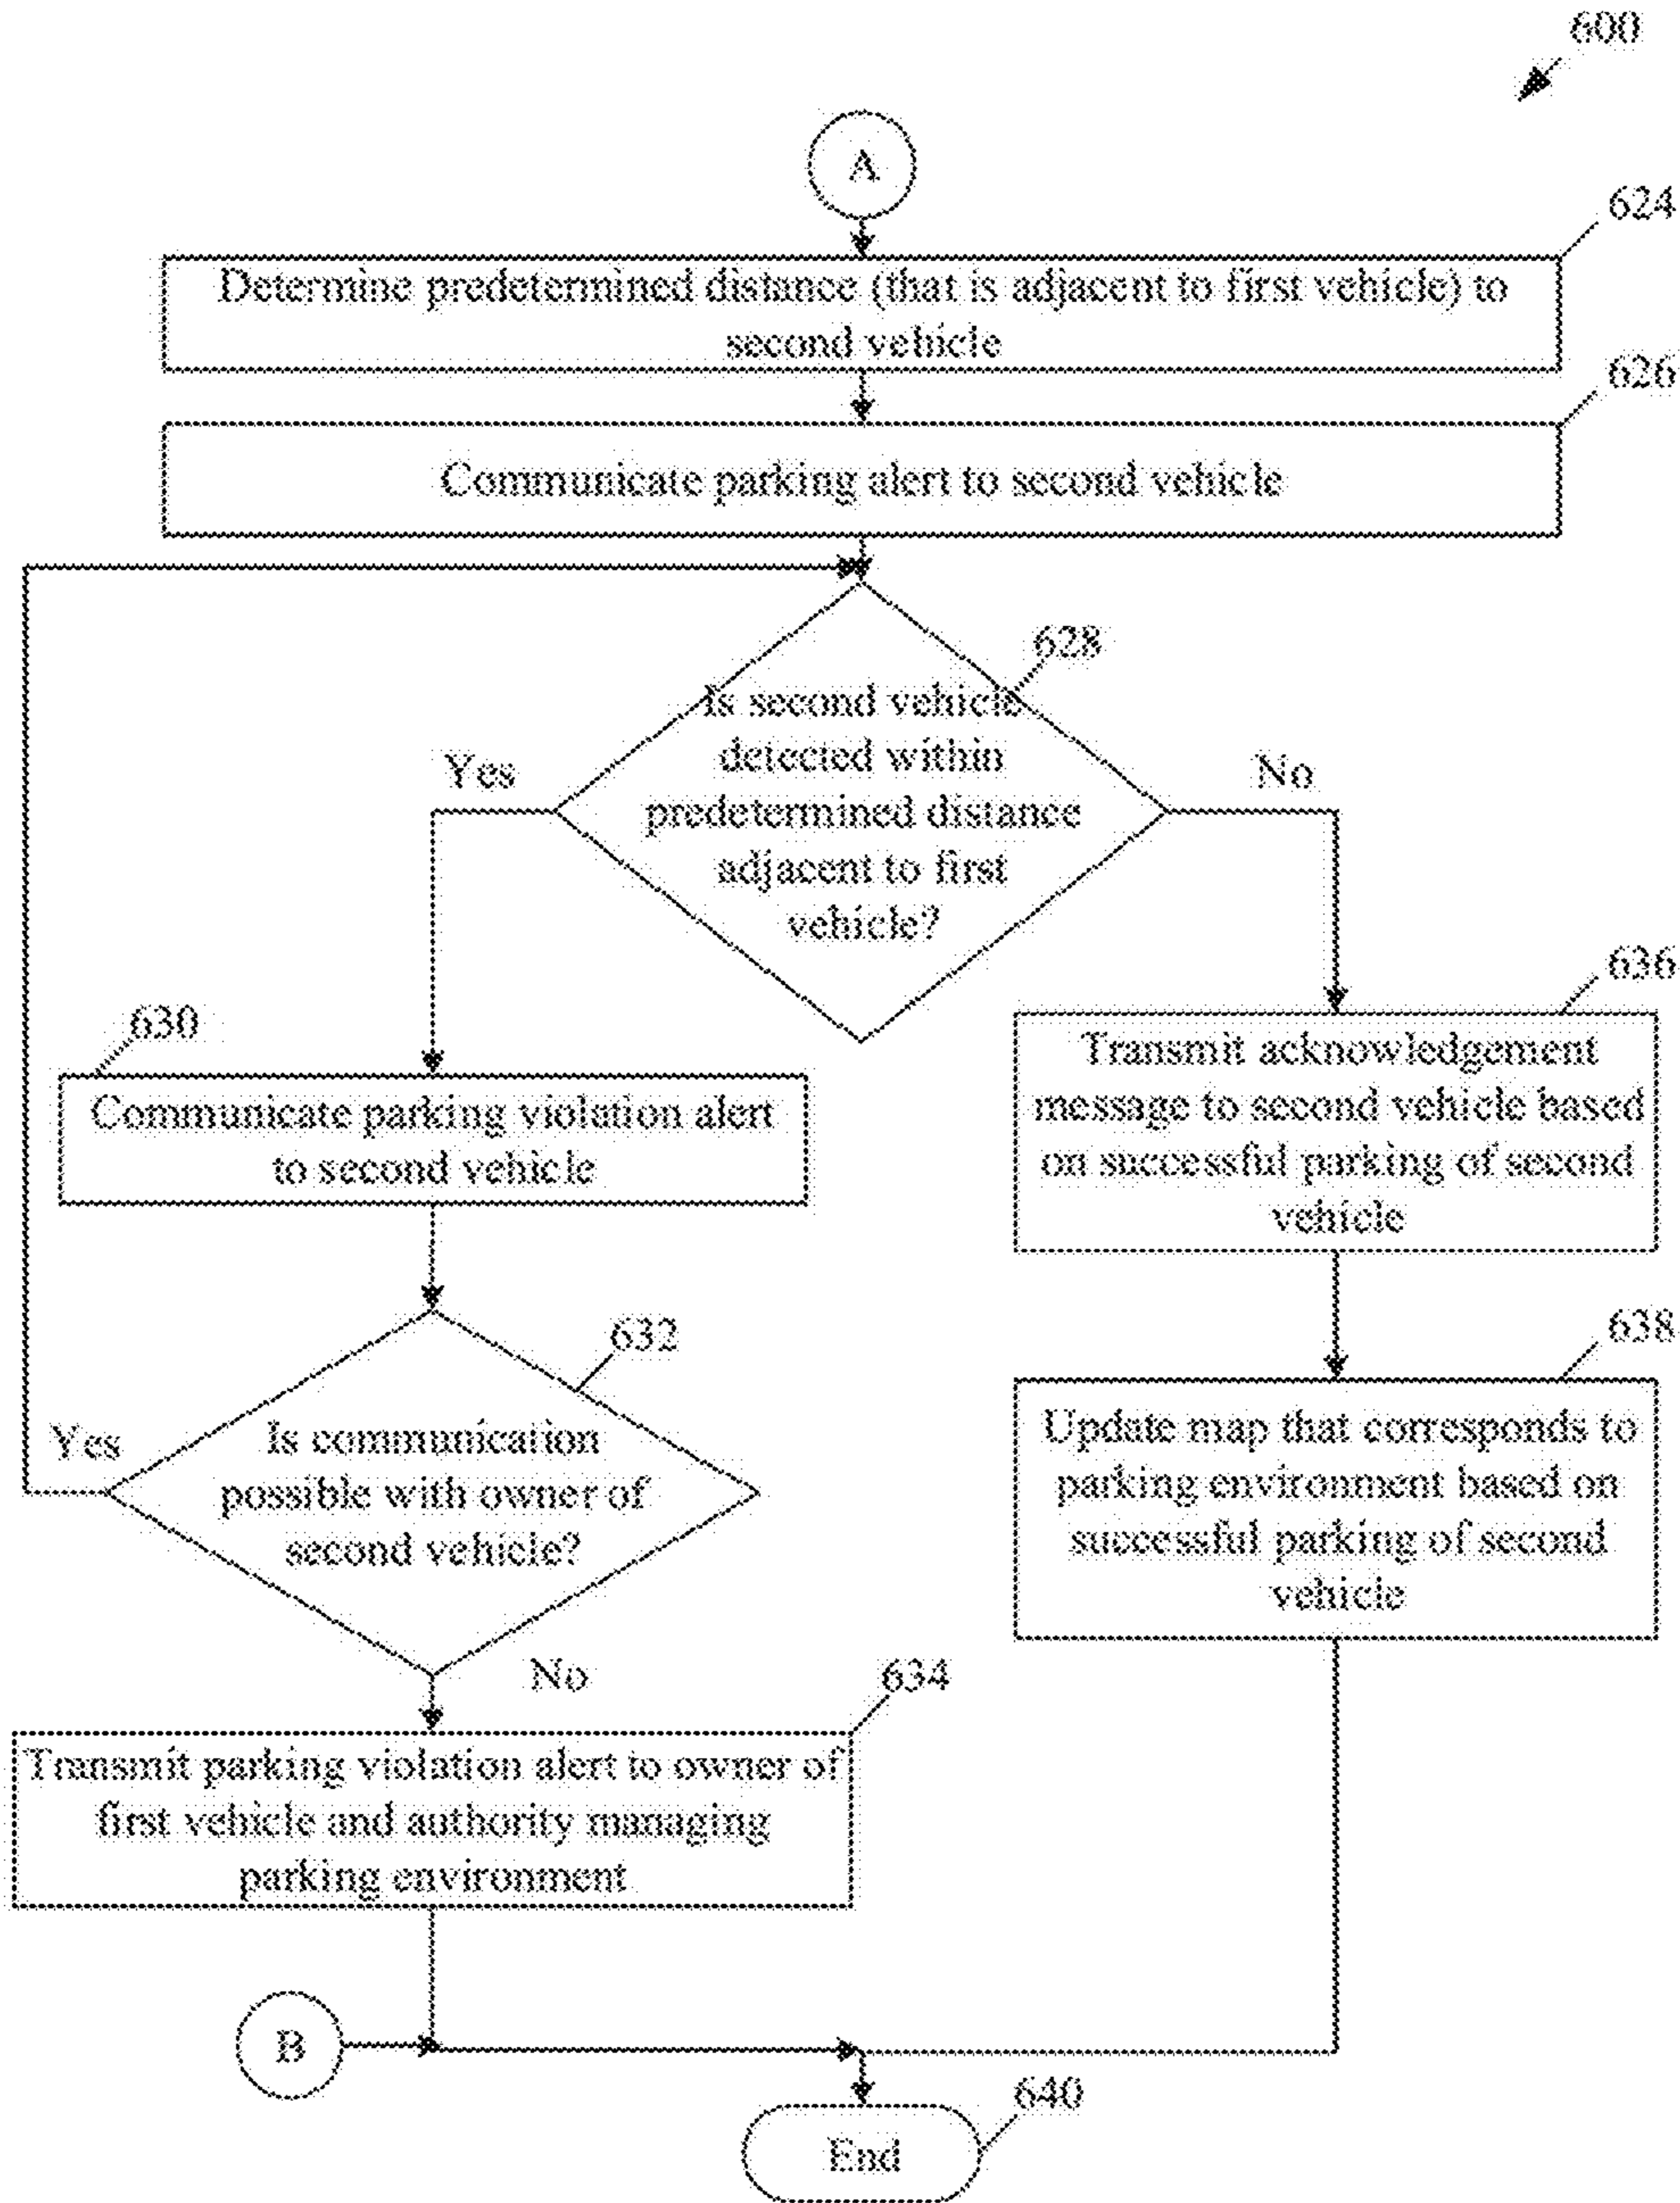 600
A
624
Determine predetermined distance (that is adjacent to first vehicle) to
second vehicle
626
Communicate parking alert to second vehicle
628
Is second vehicle
detected within
predetermined distance
adjacent to first
vehicle?
Yes
No
630
Communicate parking violation alert
to second vehicle
636
Transmit acknowledgement
message to second vehicle based
on successful parking of second
vehicle
632
Is communication
possible with owner of
second vehicle?
Yes
No
638
Update map that corresponds to
parking environment based on
successful parking of second
vehicle
634
Transmit parking violation alert to owner of
first vehicle and authority managing
parking environment
B
640
End